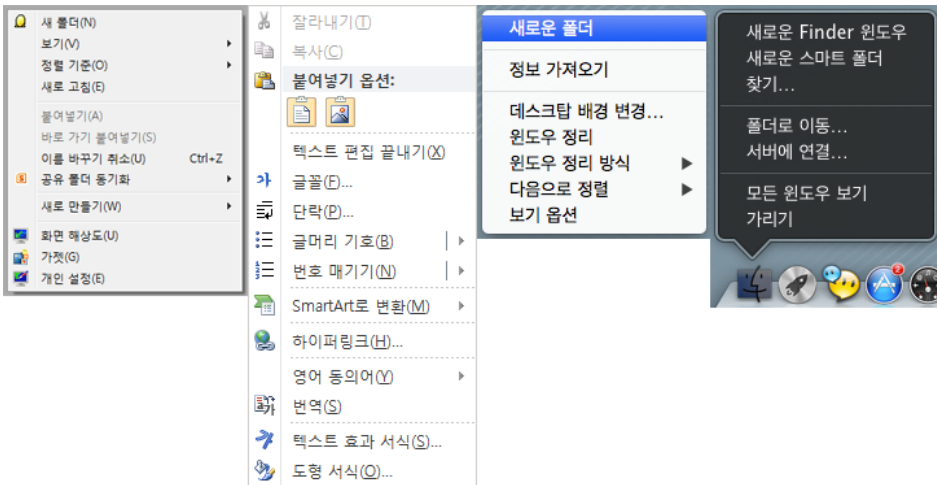 새 폴더(N)
보기(V)
정렬 기준(O)
새로 고침(E)
붙여넣기(A)
바로 가기 붙여넣기(S)
이름 바꾸기 취소(U) Ctrl+Z
공유 폴더 동기화
새로 만들기(W)
화면 해상도(U)
가젯(G)
개인 설정(E)
잘라내기(T)
복사(C)
붙여넣기 옵션:
텍스트 편집 끝내기(X)
가 글꼴(F)...
단락(P)...
글머리 기호(B)
번호 매기기(N)
SmartArt로 변환(M)
하이퍼링크(H)...
영어 동의어(Y)
번역(S)
텍스트 효과 서식(S)...
도형 서식(O)...
새로운 폴더
정보 가져오기
데스크탑 배경 변경...
윈도우 정리
윈도우 정리 방식
다음으로 정렬
보기 옵션
새로운 Finder 윈도우
새로운 스마트 폴더
찾기...
폴더로 이동...
서버에 연결...
모든 윈도우 보기
가리기